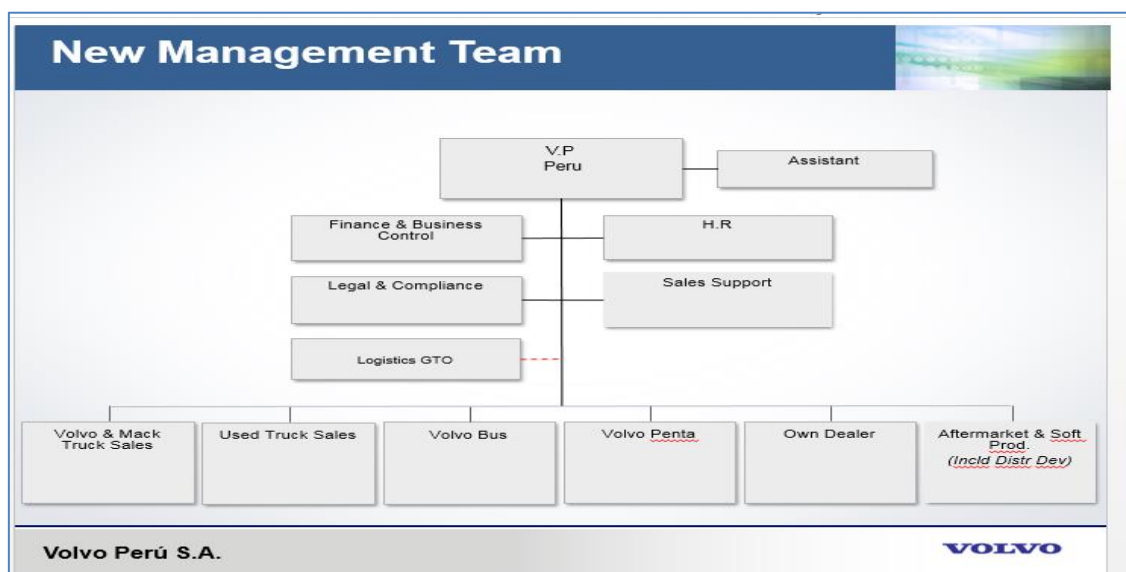 New Management Team
V.P
Peru
Assistant
Finance & Business
Control
H.R
Legal & Compliance
Sales Support
Logistics GTO
Volvo & Mack
Truck Sales
Used Truck Sales
Volvo Bus
Volvo Penta
Own Dealer
Aftermarket & Soft
Prod.
(Incld Distr Dev)
Volvo Perú S.A.
VOLVO